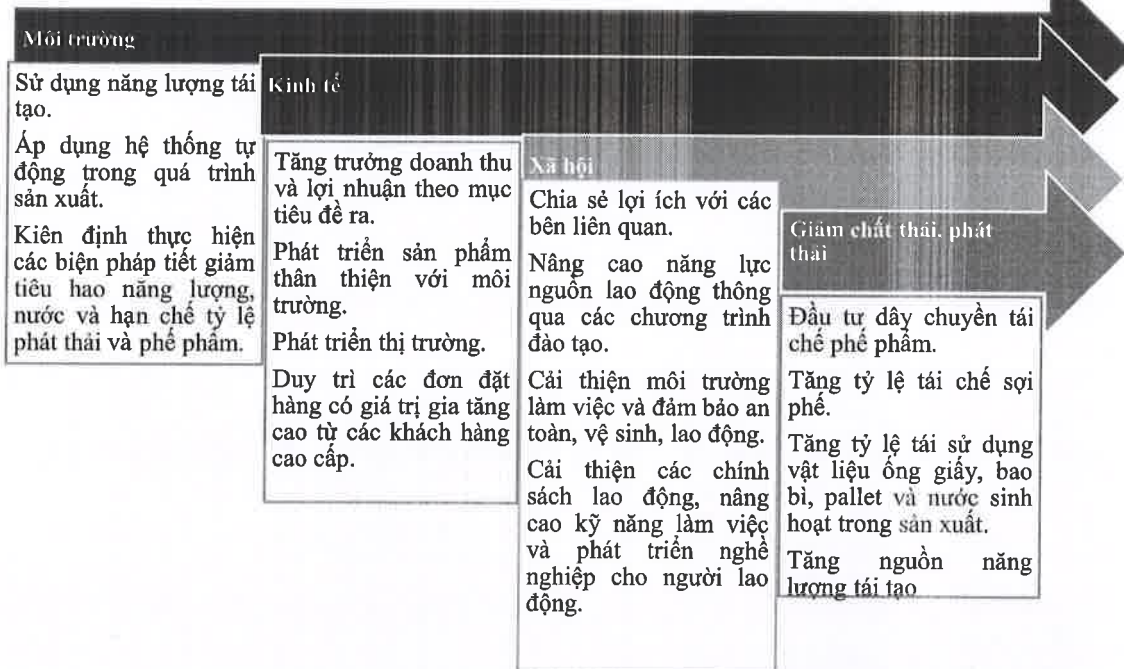 Môi trường
Sử dụng năng lượng tái
tạo.
Áp dụng hệ thống tự
động trong quá trình
sản xuất.
Kiên định thực hiện
các biện pháp tiết giảm
tiêu hao năng lượng,
nước và hạn chế tỷ lệ
phát thải và phế phẩm.
Kinh tế
Tăng trưởng doanh thu
và lợi nhuận theo mục
tiêu đề ra.
Phát triển sản phẩm
thân thiện với môi
trường.
Phát triển thị trường.
Duy trì các đơn đặt
hàng có giá trị gia tăng
cao từ các khách hàng
cao cấp.
Xã hội
Chia sẻ lợi ích với các
bên liên quan.
Nâng cao năng lực
nguồn lao động thông
qua các chương trình
đào tạo.
Cải thiện môi trường
làm việc và đảm bảo an
toàn, vệ sinh, lao động.
Cải thiện các chính
sách lao động, nâng
cao kỹ năng làm việc
và phát triển nghề
nghiệp cho người lao
động.
Giảm chất thải, phát
thải
Đầu tư dây chuyền tái
chế phế phẩm.
Tăng tỷ lệ tái chế sợi
phế.
Tăng tỷ lệ tái sử dụng
vật liệu ống giấy, bao
bì, pallet và nước sinh
hoạt trong sản xuất.
Tăng nguồn năng
lượng tái tạo